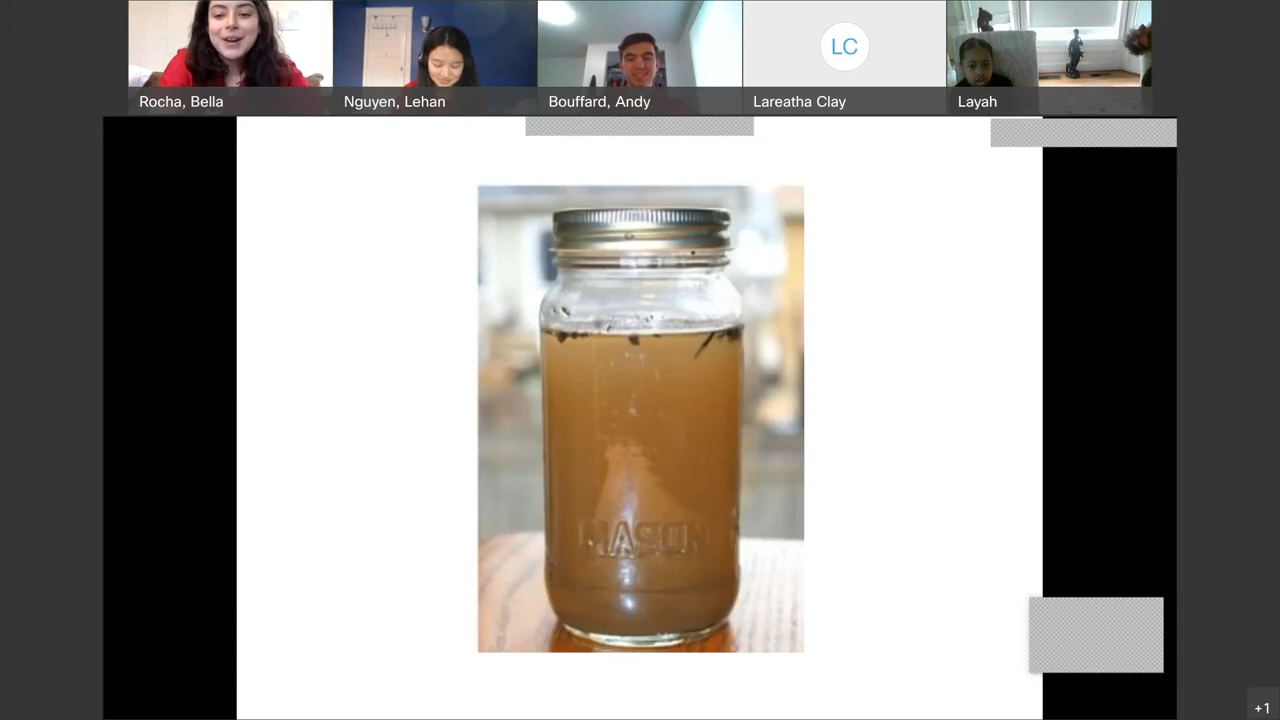 Rocha, Bella
Nguyen, Lehan
Bouffard, Andy
LC
Lareatha Clay
Layah
MASON
+1